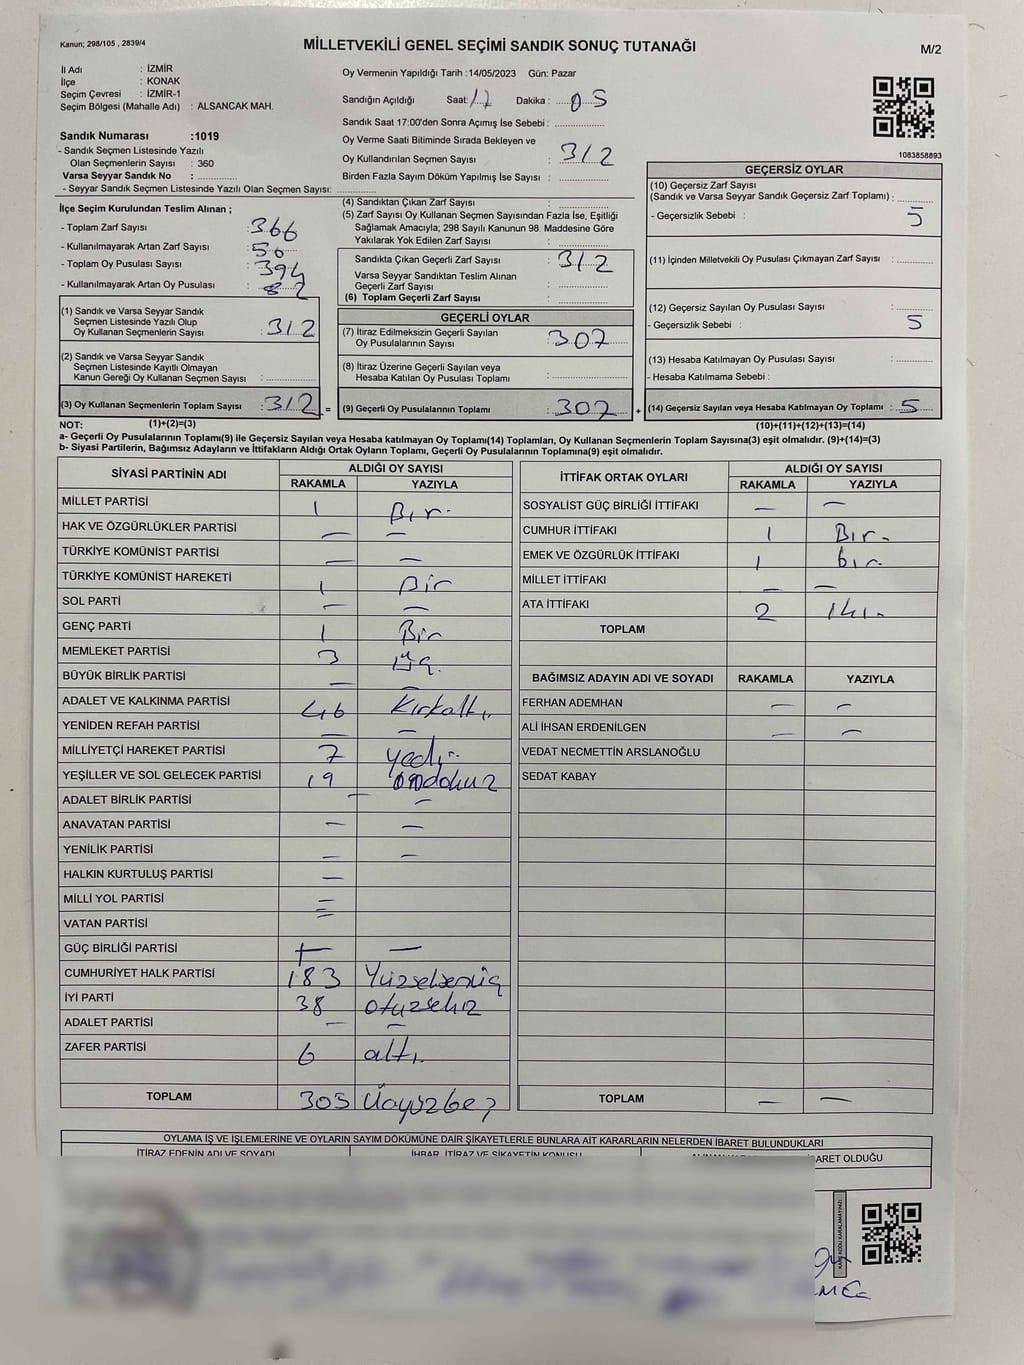 Kanun; 298/105 , 2839/4
MİLLETVEKİLİ GENEL SEÇİMİ SANDIK SONUÇ TUTANAĞI
M/2
İl Adı : İZMİR
İlçe : KONAK
Seçim Çevresi : İZMİR-1
Seçim Bölgesi (Mahalle Adı) : ALSANCAK MAH.
Sandık Numarası :1019
- Sandık Seçmen Listesinde Yazılı
Olan Seçmenlerin Sayısı : 360
Varsa Seyyar Sandık No :
- Seyyar Sandık Seçmen Listesinde Yazılı Olan Seçmen Sayısı:
Oy Vermenin Yapıldığı Tarih :14/05/2023 Gün: Pazar
Sandığın Açıldığı Saat: 17 Dakika : 05
Sandık Saat 17:00'den Sonra Açımış İse Sebebi :
Oy Verme Saati Bitiminde Sırada Bekleyen ve
Oy Kullandırılan Seçmen Sayısı : 312
Birden Fazla Sayım Döküm Yapılmış İse Sayısı :
1083858893
İlçe Seçim Kurulundan Teslim Alınan ;
- Toplam Zarf Sayısı : 366
- Kullanılmayarak Artan Zarf Sayısı : 50
- Toplam Oy Pusulası Sayısı : 394
- Kullanılmayarak Artan Oy Pusulası : 82
(1) Sandık ve Varsa Seyyar Sandık
Seçmen Listesinde Yazılı Olup
Oy Kullanan Seçmenlerin Sayısı : 312
(2) Sandık ve Varsa Seyyar Sandık
Seçmen Listesinde Kayıtlı Olmayan
Kanun Gereği Oy Kullanan Seçmen Sayısı :
(3) Oy Kullanan Seçmenlerin Toplam Sayısı : 312 =
(4) Sandıktan Çıkan Zarf Sayısı :
(5) Zarf Sayısı Oy Kullanan Seçmen Sayısından Fazla İse, Eşitliği
Sağlamak Amacıyla; 298 Sayılı Kanunun 98. Maddesine Göre
Yakılarak Yok Edilen Zarf Sayısı :
Sandıkta Çıkan Geçerli Zarf Sayısı : 312
Varsa Seyyar Sandıktan Teslim Alınan
Geçerli Zarf Sayısı :
(6) Toplam Geçerli Zarf Sayısı :
GEÇERLİ OYLAR
(7) İtiraz Edilmeksizin Geçerli Sayılan
Oy Pusulalarının Sayısı : 307
(8) İtiraz Üzerine Geçerli Sayılan veya
Hesaba Katılan Oy Pusulası Toplamı :
(9) Geçerli Oy Pusulalarının Toplamı : 307 +
GEÇERSİZ OYLAR
(10) Geçersiz Zarf Sayısı
(Sandık ve Varsa Seyyar Sandık Geçersiz Zarf Toplamı) :
- Geçersizlik Sebebi : 5
(11) İçinden Milletvekili Oy Pusulası Çıkmayan Zarf Sayısı :
(12) Geçersiz Sayılan Oy Pusulası Sayısı :
- Geçersizlik Sebebi : 5
(13) Hesaba Katılmayan Oy Pusulası Sayısı :
- Hesaba Katılmama Sebebi :
(14) Geçersiz Sayılan veya Hesaba Katılmayan Oy Toplamı : 5
NOT: (1)+(2)=(3) (10)+(11)+(12)+(13)=(14)
a- Geçerli Oy Pusulalarının Toplamı(9) ile Geçersiz Sayılan veya Hesaba katılmayan Oy Toplamı(14) Toplamları, Oy Kullanan Seçmenlerin Toplam Sayısına(3) eşit olmalıdır. (9)+(14)=(3)
b- Siyasi Partilerin, Bağımsız Adayların ve İttifakların Aldığı Ortak Oyların Toplamı, Geçerli Oy Pusulalarının Toplamına(9) eşit olmalıdır.
SİYASİ PARTİNİN ADI ALDIĞI OY SAYISI
RAKAMLA YAZIYLA
MİLLET PARTİSİ 1 Bir.
HAK VE ÖZGÜRLÜKLER PARTİSİ — —
TÜRKİYE KOMÜNİST PARTİSİ — —
TÜRKİYE KOMÜNİST HAREKETİ 1 Bir
SOL PARTİ — —
GENÇ PARTİ 1 Bir
MEMLEKET PARTİSİ 3 üç.
BÜYÜK BİRLİK PARTİSİ — —
ADALET VE KALKINMA PARTİSİ 46 Kırkaltı
YENİDEN REFAH PARTİSİ — —
MİLLİYETÇİ HAREKET PARTİSİ 7 yedi
YEŞİLLER VE SOL GELECEK PARTİSİ 19 ondokuz
ADALET BİRLİK PARTİSİ — —
ANAVATAN PARTİSİ — —
YENİLİK PARTİSİ — —
HALKIN KURTULUŞ PARTİSİ —
MİLLİ YOL PARTİSİ —
VATAN PARTİSİ —
GÜÇ BİRLİĞİ PARTİSİ — —
CUMHURİYET HALK PARTİSİ 183 Yüzseksenüç
İYİ PARTİ 38 otuzsekiz
ADALET PARTİSİ — —
ZAFER PARTİSİ 6 altı.
TOPLAM 305 Üçyüzbeş
İTTİFAK ORTAK OYLARI ALDIĞI OY SAYISI
RAKAMLA YAZIYLA
SOSYALİST GÜÇ BİRLİĞİ İTTİFAKI — —
CUMHUR İTTİFAKI 1 Bir.
EMEK VE ÖZGÜRLÜK İTTİFAKI 1 bir.
MİLLET İTTİFAKI — —
ATA İTTİFAKI 2 iki.
TOPLAM
BAĞIMSIZ ADAYIN ADI VE SOYADI RAKAMLA YAZIYLA
FERHAN ADEMHAN — —
ALİ İHSAN ERDENİLGEN — —
VEDAT NECMETTİN ARSLANOĞLU
SEDAT KABAY
TOPLAM — —
OYLAMA İŞ VE İŞLEMLERİNE VE OYLARIN SAYIM DÖKÜMÜNE DAİR ŞİKAYETLERLE BUNLARA AİT KARARLARIN NELERDEN İBARET BULUNDUKLARI
İTİRAZ EDENİN ADI VE SOYADI İHBAR, İTİRAZ VE ŞİKAYETİN KONUSU BARET OLDUĞU